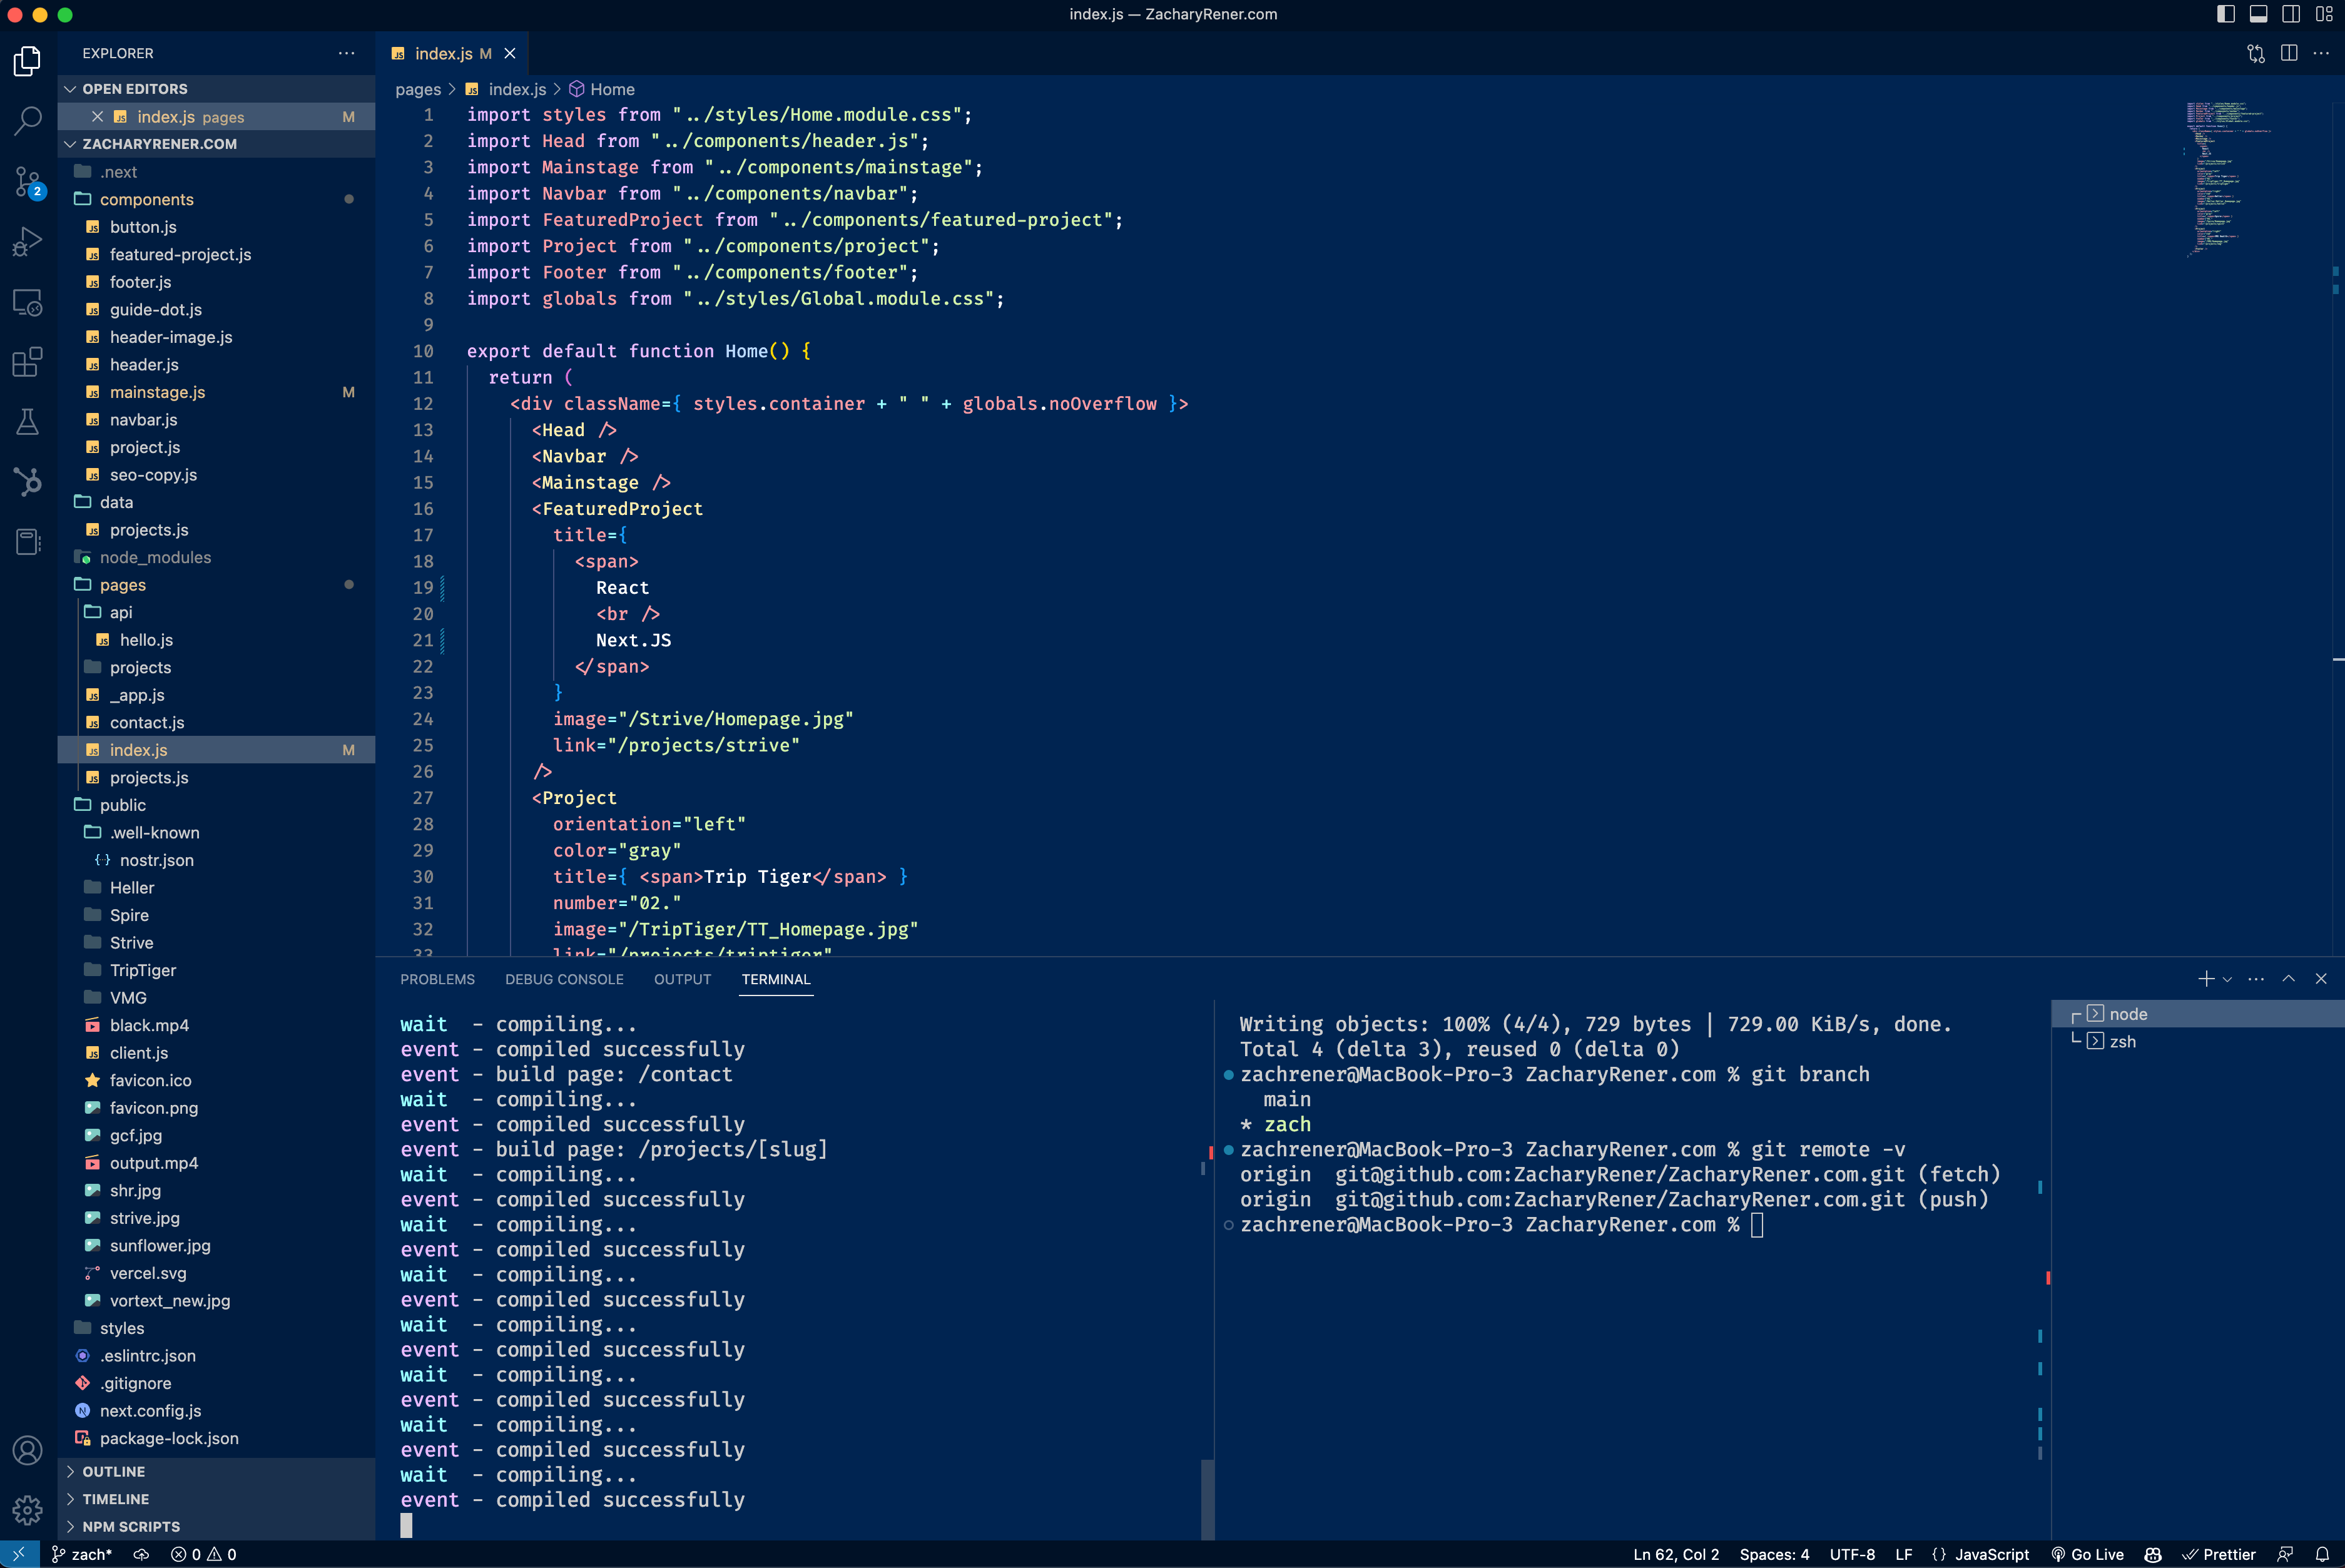 index.js — ZacharyRener.com
EXPLORER
OPEN EDITORS
index.js pages M
ZACHARYRENER.COM
.next
components
button.js
featured-project.js
footer.js
guide-dot.js
header-image.js
header.js
mainstage.js M
navbar.js
project.js
seo-copy.js
data
projects.js
node_modules
pages
api
hello.js
projects
_app.js
contact.js
index.js M
projects.js
public
.well-known
nostr.json
Heller
Spire
Strive
TripTiger
VMG
black.mp4
client.js
favicon.ico
favicon.png
gcf.jpg
output.mp4
shr.jpg
strive.jpg
sunflower.jpg
vercel.svg
vortext_new.jpg
styles
.eslintrc.json
.gitignore
next.config.js
package-lock.json
OUTLINE
TIMELINE
NPM SCRIPTS
2
index.js M
pages > index.js > Home
1 import styles from "../styles/Home.module.css";
2 import Head from "../components/header.js";
3 import Mainstage from "../components/mainstage";
4 import Navbar from "../components/navbar";
5 import FeaturedProject from "../components/featured-project";
6 import Project from "../components/project";
7 import Footer from "../components/footer";
8 import globals from "../styles/Global.module.css";
9
10 export default function Home() {
11 return (
12 <div className={ styles.container + " " + globals.noOverflow }>
13 <Head />
14 <Navbar />
15 <Mainstage />
16 <FeaturedProject
17 title={
18 <span>
19 React
20 <br />
21 Next.JS
22 </span>
23 }
24 image="/Strive/Homepage.jpg"
25 link="/projects/strive"
26 />
27 <Project
28 orientation="left"
29 color="gray"
30 title={ <span>Trip Tiger</span> }
31 number="02."
32 image="/TripTiger/TT_Homepage.jpg"
33 link="/projects/triptiger"
PROBLEMS DEBUG CONSOLE OUTPUT TERMINAL
wait - compiling...
event - compiled successfully
event - build page: /contact
wait - compiling...
event - compiled successfully
event - build page: /projects/[slug]
wait - compiling...
event - compiled successfully
wait - compiling...
event - compiled successfully
wait - compiling...
event - compiled successfully
wait - compiling...
event - compiled successfully
wait - compiling...
event - compiled successfully
wait - compiling...
event - compiled successfully
wait - compiling...
event - compiled successfully
Writing objects: 100% (4/4), 729 bytes | 729.00 KiB/s, done.
Total 4 (delta 3), reused 0 (delta 0)
zachrener@MacBook-Pro-3 ZacharyRener.com % git branch
main
* zach
zachrener@MacBook-Pro-3 ZacharyRener.com % git remote -v
origin git@github.com:ZacharyRener/ZacharyRener.com.git (fetch)
origin git@github.com:ZacharyRener/ZacharyRener.com.git (push)
zachrener@MacBook-Pro-3 ZacharyRener.com %
node
zsh
zach* 0 0 Ln 62, Col 2 Spaces: 4 UTF-8 LF {} JavaScript Go Live Prettier